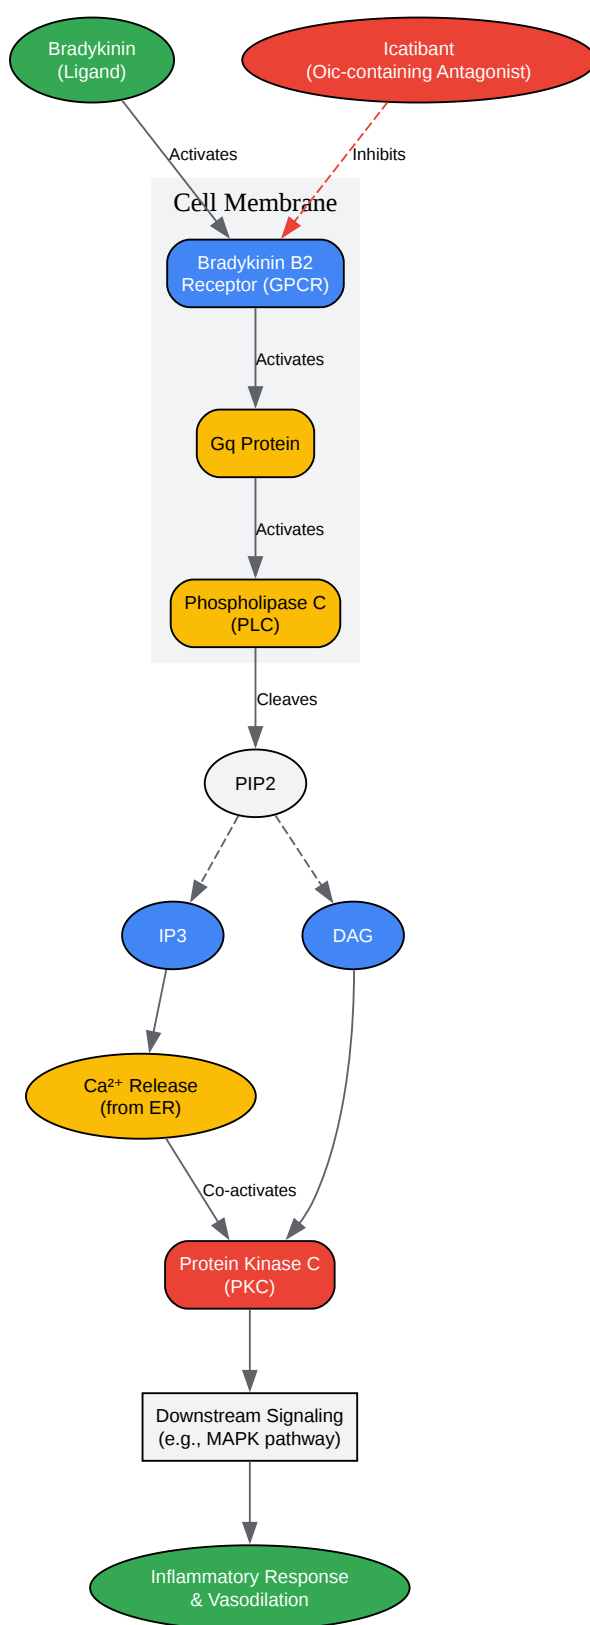 Bradykinin
(Ligand)
Icatibant
(Oic-containing Antagonist)
Activates
Inhibits
Cell Membrane
Bradykinin B2
Receptor (GPCR)
Activates
Gq Protein
Activates
Phospholipase C
(PLC)
Cleaves
PIP2
IP3
DAG
Ca²⁺ Release
(from ER)
Co-activates
Protein Kinase C
(PKC)
Downstream Signaling
(e.g., MAPK pathway)
Inflammatory Response
& Vasodilation